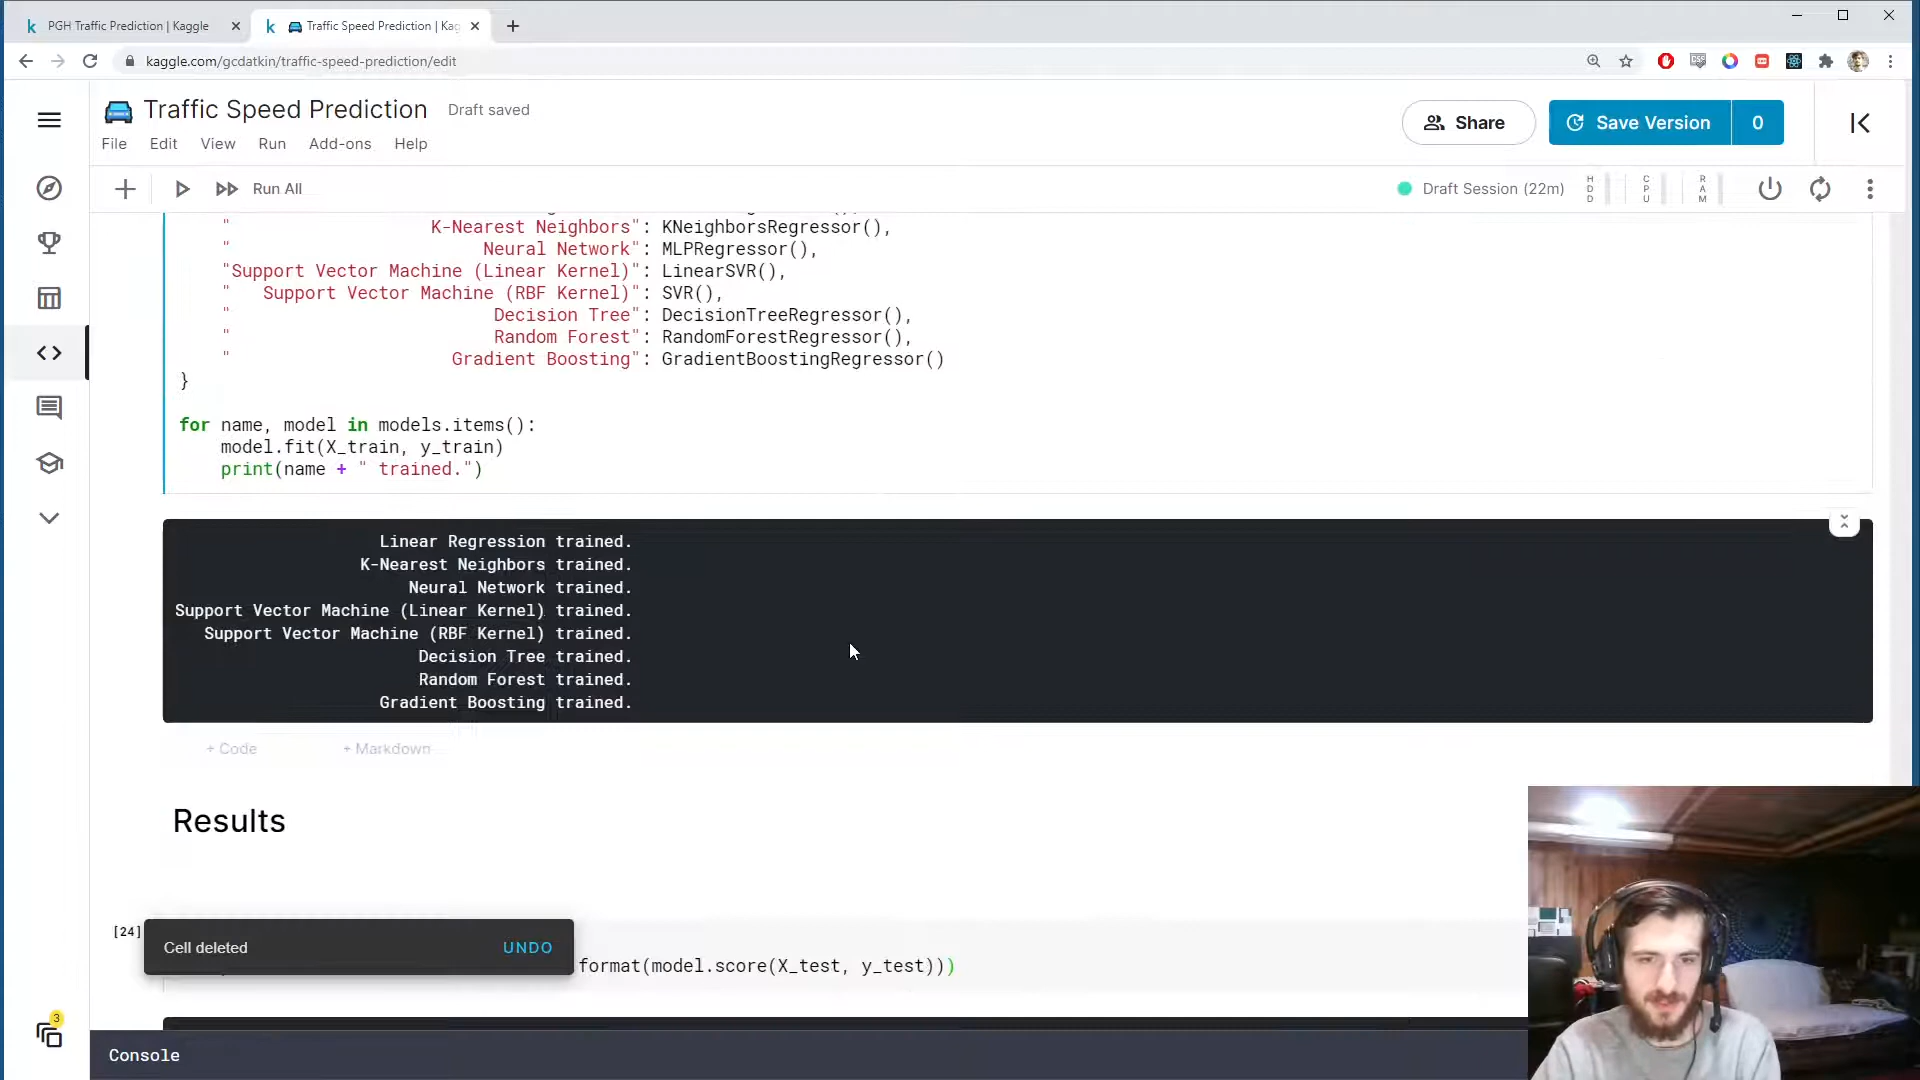 PGH Traffic Prediction | Kaggle
Traffic Speed Prediction | Kag
kaggle.com/gcdatkin/traffic-speed-prediction/edit
Traffic Speed Prediction Draft saved
Share
Save Version 0
File Edit View Run Add-ons Help
Run All
Draft Session (22m)
HDD CPU RAM
" K-Nearest Neighbors": KNeighborsRegressor(),
" Neural Network": MLPRegressor(),
"Support Vector Machine (Linear Kernel)": LinearSVR(),
" Support Vector Machine (RBF Kernel)": SVR(),
" Decision Tree": DecisionTreeRegressor(),
" Random Forest": RandomForestRegressor(),
" Gradient Boosting": GradientBoostingRegressor()
}
for name, model in models.items():
model.fit(X_train, y_train)
print(name + " trained.")
Linear Regression trained.
K-Nearest Neighbors trained.
Neural Network trained.
Support Vector Machine (Linear Kernel) trained.
Support Vector Machine (RBF Kernel) trained.
Decision Tree trained.
Random Forest trained.
Gradient Boosting trained.
+ Code + Markdown
Results
[24]
Cell deleted UNDO
format(model.score(X_test, y_test)))
3
Console